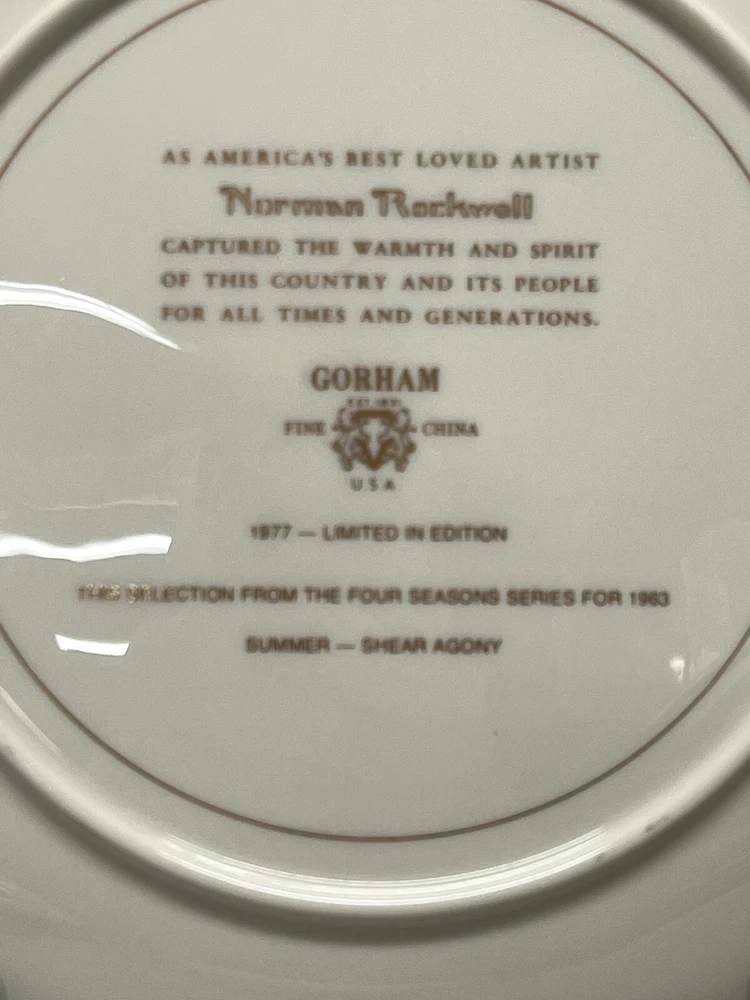 AS AMERICA'S BEST LOVED ARTIST
Norman Rockwell
CAPTURED THE WARMTH AND SPIRIT
OF THIS COUNTRY AND ITS PEOPLE
FOR ALL TIMES AND GENERATIONS.
GORHAM
FINE CHINA
USA
1977 — LIMITED IN EDITION
SELECTION FROM THE FOUR SEASONS SERIES FOR 1963
SUMMER — SHEAR AGONY